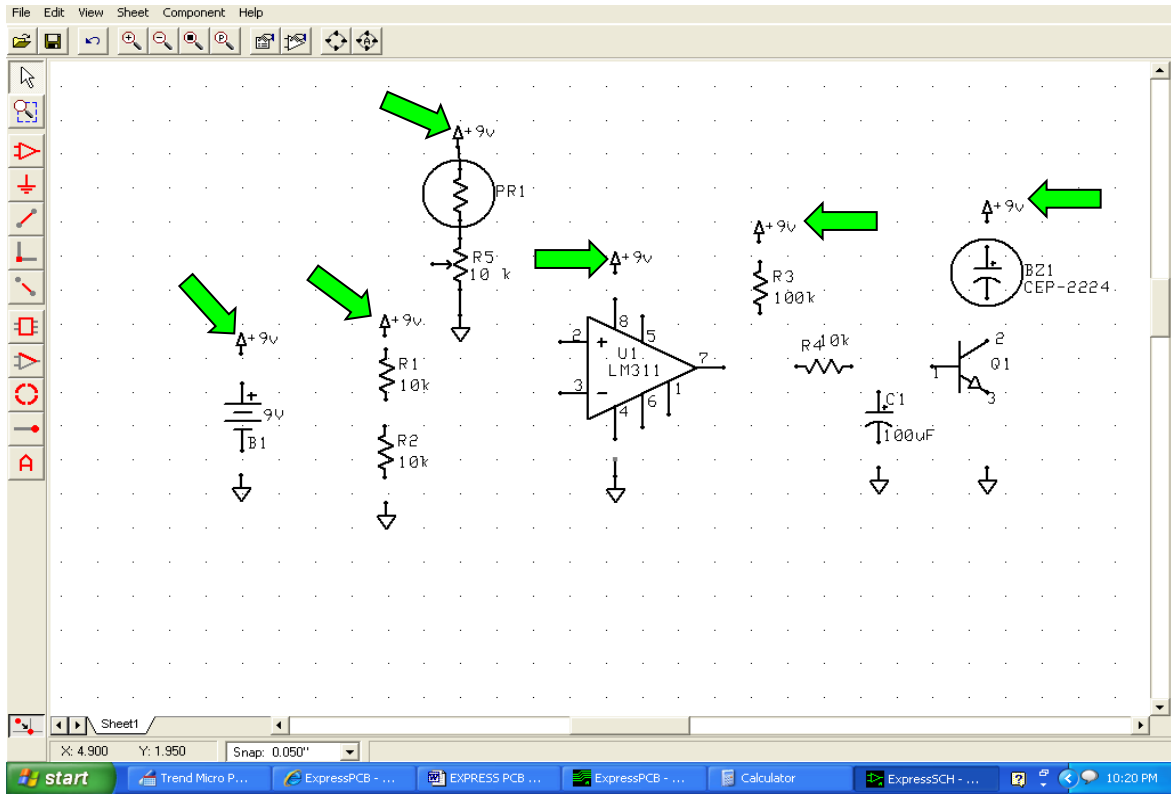 File Edit View Sheet Component Help
+9v
PR1
R5
10 k
+9v
+9v
+9v
R3
100k
+9v
BZ1
CEP-2224
+9v
+9v
R1
10k
R2
10k
9V
B1
8
5
2
+
U1
LM311
7
3
-
1
4
6
R4 10k
2
1
Q1
3
C1
100uF
Sheet1
X: 4.900 Y: 1.950 Snap: 0.050"
start Trend Micro P... ExpressPCB - ... EXPRESS PCB ... ExpressPCB - ... Calculator ExpressSCH - ... 10:20 PM